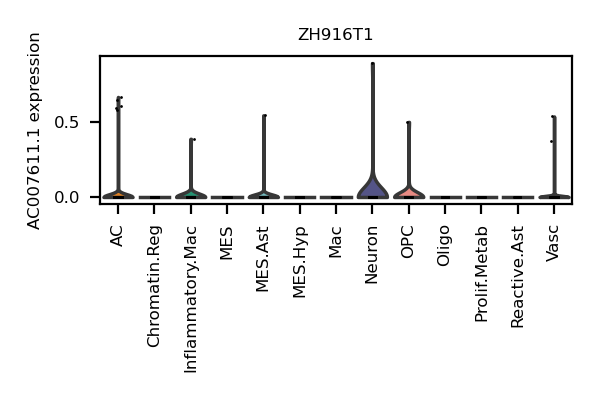 ZH916T1
AC007611.1 expression
0.5
0.0
AC
Chromatin.Reg
Inflammatory.Mac
MES
MES.Ast
MES.Hyp
Mac
Neuron
OPC
Oligo
Prolif.Metab
Reactive.Ast
Vasc